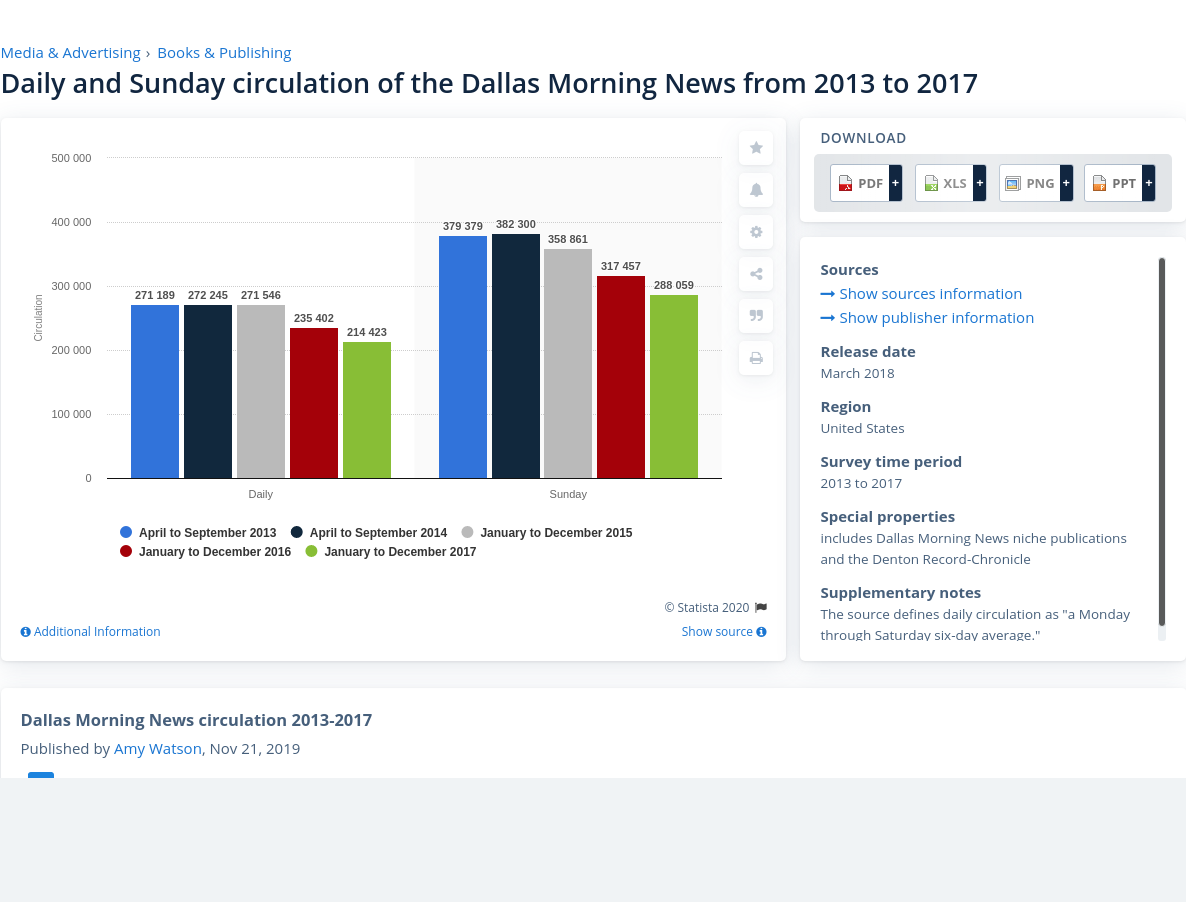 Media & Advertising › Books & Publishing
Daily and Sunday circulation of the Dallas Morning News from 2013 to 2017
500 000
400 000
300 000
200 000
100 000
0
Circulation
271 189
272 245
271 546
235 402
214 423
379 379
382 300
358 861
317 457
288 059
Daily
Sunday
April to September 2013
April to September 2014
January to December 2015
January to December 2016
January to December 2017
© Statista 2020
Additional Information
Show source
DOWNLOAD
PDF +
XLS +
PNG +
PPT +
Sources
Show sources information
Show publisher information
Release date
March 2018
Region
United States
Survey time period
2013 to 2017
Special properties
includes Dallas Morning News niche publications
and the Denton Record-Chronicle
Supplementary notes
The source defines daily circulation as "a Monday
through Saturday six-day average."
Dallas Morning News circulation 2013-2017
Published by Amy Watson, Nov 21, 2019